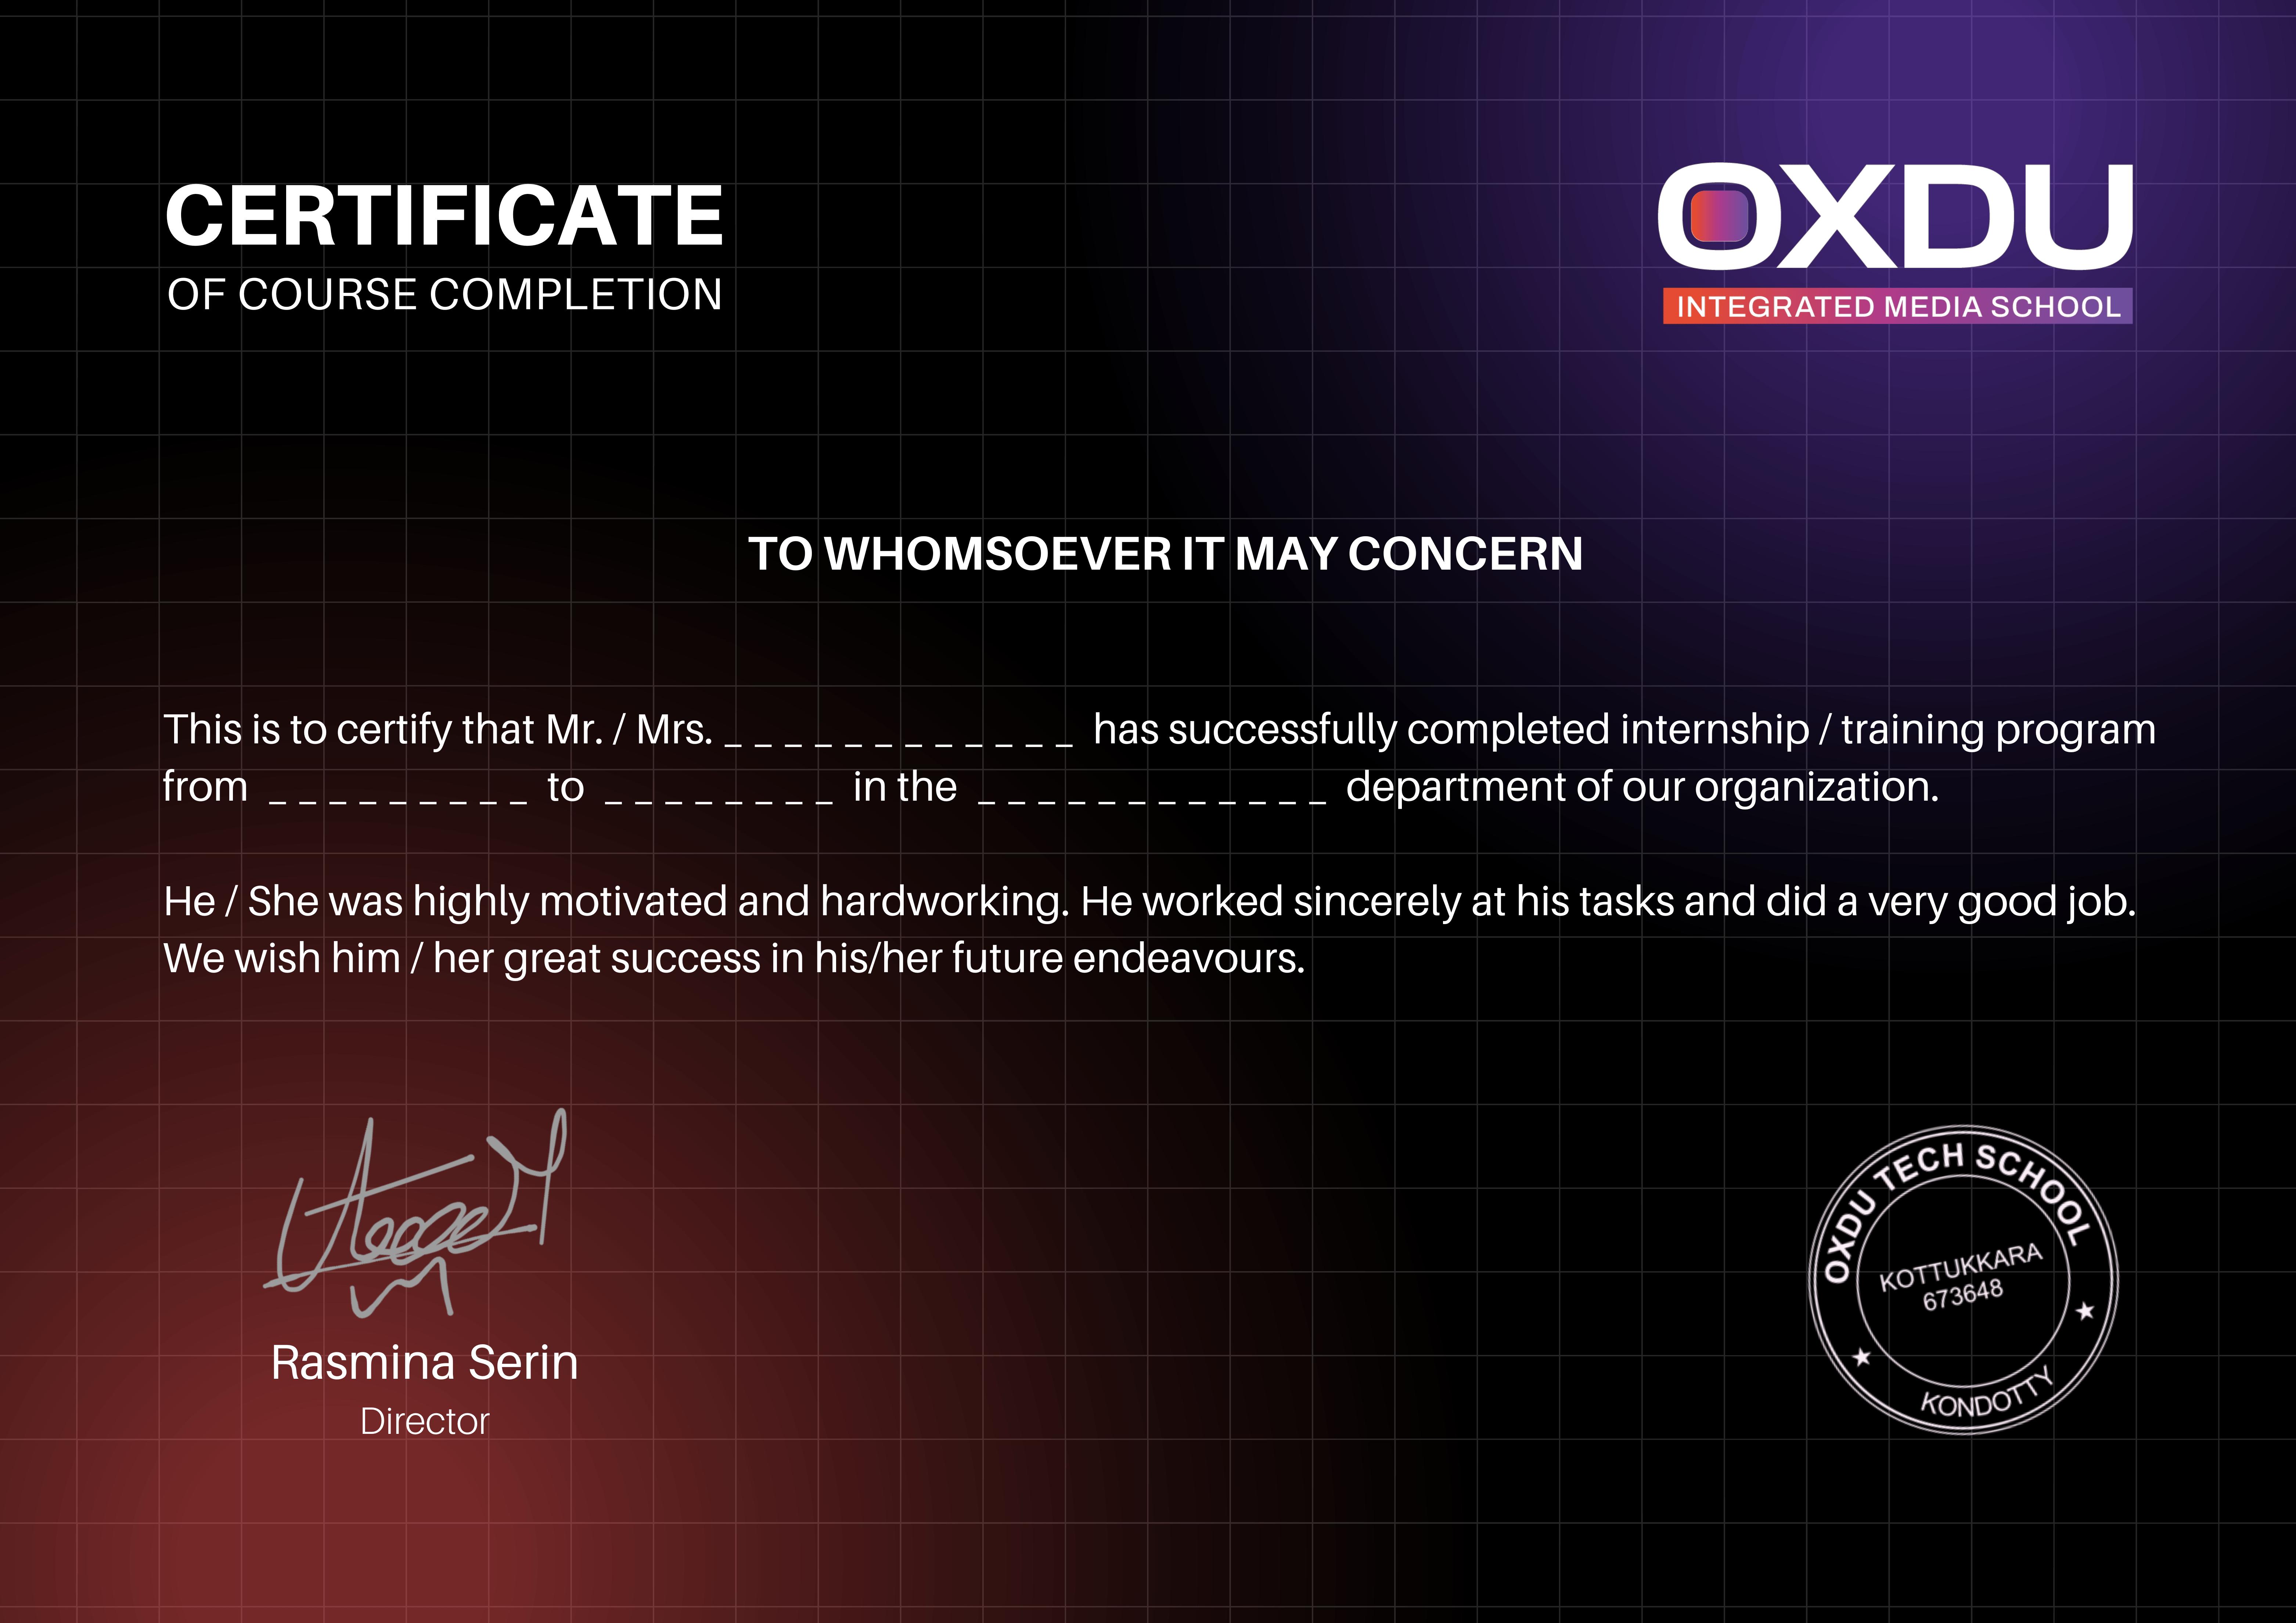 CERTIFICATE
OF COURSE COMPLETION
OXDU
INTEGRATED MEDIA SCHOOL
TO WHOMSOEVER IT MAY CONCERN
This is to certify that Mr. / Mrs. _ _ _ _ _ _ _ _ _ _ _ _ has successfully completed internship / training program
from _ _ _ _ _ _ _ _ _ to _ _ _ _ _ _ _ _ in the _ _ _ _ _ _ _ _ _ _ _ _ department of our organization.
He / She was highly motivated and hardworking. He worked sincerely at his tasks and did a very good job.
We wish him / her great success in his/her future endeavours.
Rasmina Serin
Director
OXDU TECH SCHOOL
KOTTUKKARA
673648
KONDOTTY